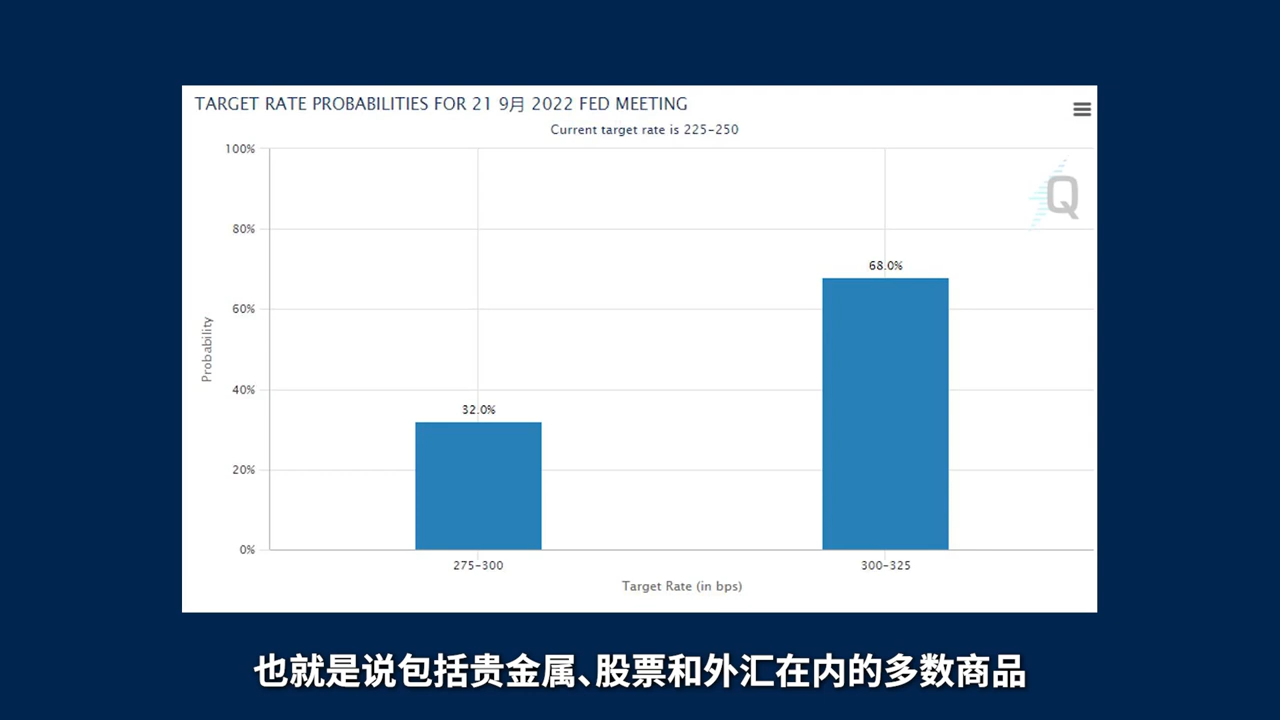 TARGET RATE PROBABILITIES FOR 21 9月 2022 FED MEETING
Current target rate is 225-250
100%
80%
60%
40%
20%
0%
Probability
Q
32.0%
68.0%
275-300
300-325
Target Rate (in bps)
也就是说包括贵金属、股票和外汇在内的多数商品